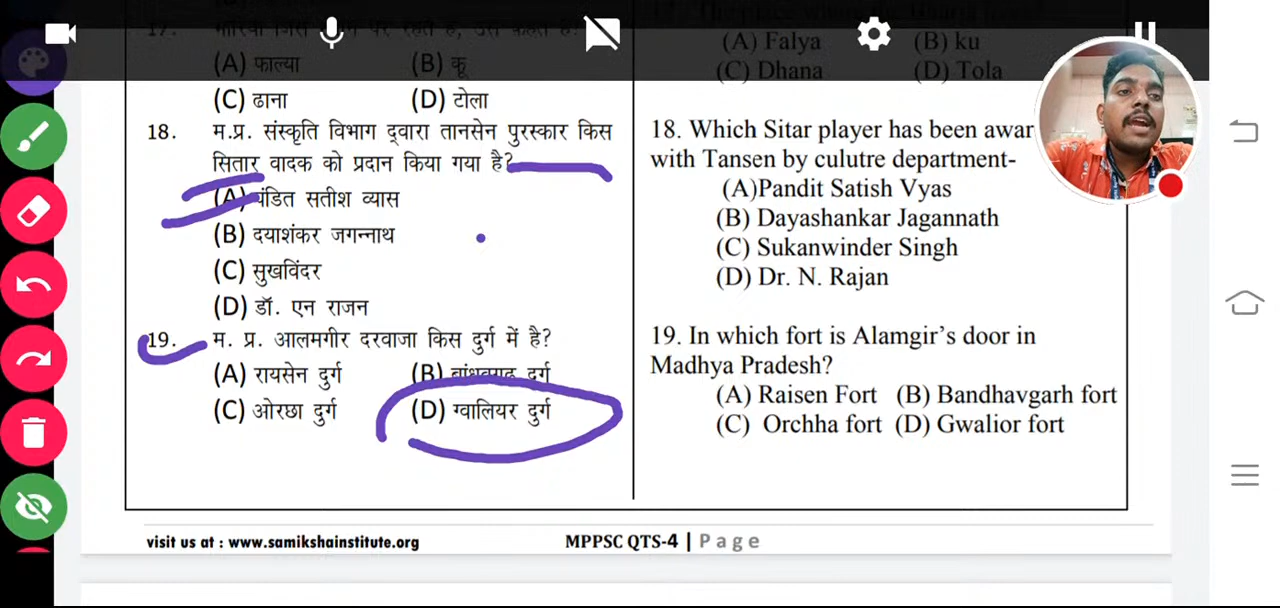 (A) फाल्या (B) कू
(C) ढाना (D) टोला
18. म.प्र. संस्कृति विभाग द्वारा तानसेन पुरस्कार किस
सितार वादक को प्रदान किया गया है?
(A) पंडित सतीश व्यास
(B) दयाशंकर जगन्नाथ
(C) सुखविंदर
(D) डॉ. एन राजन
19. म. प्र. आलमगीर दरवाजा किस दुर्ग में है?
(A) रायसेन दुर्ग (B) बांधवगढ़ दुर्ग
(C) ओरछा दुर्ग (D) ग्वालियर दुर्ग
(A) Falya (B) ku
(C) Dhana (D) Tola
18. Which Sitar player has been awar
with Tansen by culutre department-
(A)Pandit Satish Vyas
(B) Dayashankar Jagannath
(C) Sukanwinder Singh
(D) Dr. N. Rajan
19. In which fort is Alamgir's door in
Madhya Pradesh?
(A) Raisen Fort (B) Bandhavgarh fort
(C) Orchha fort (D) Gwalior fort
visit us at : www.samikshainstitute.org MPPSC QTS-4 | Page